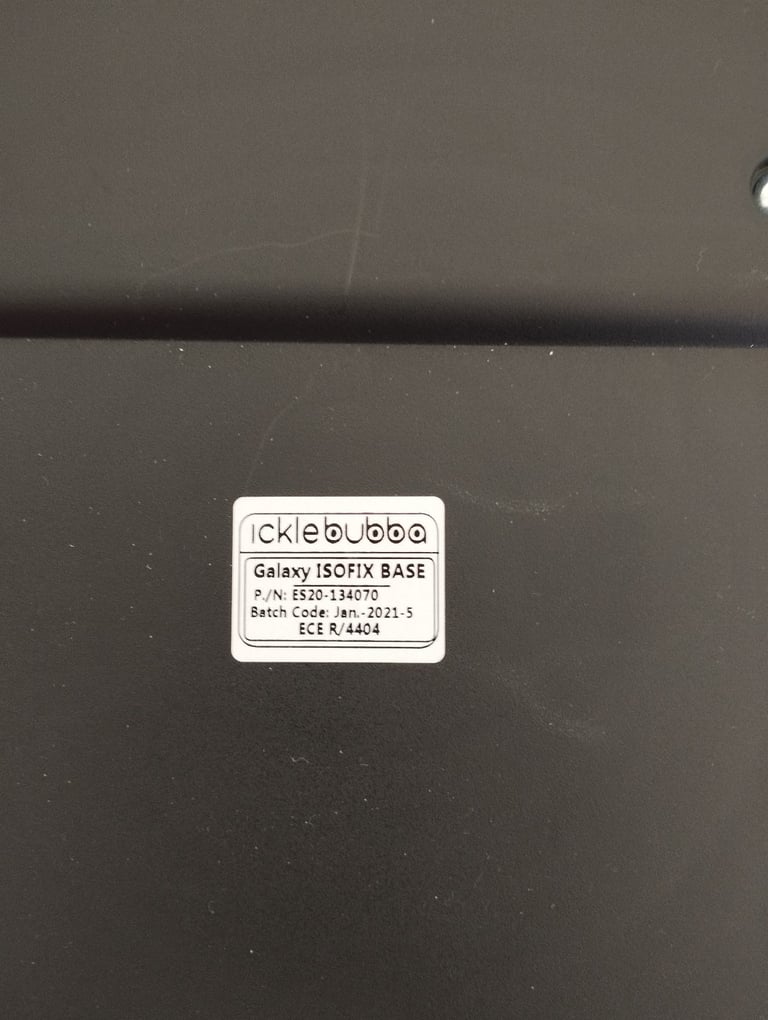 icklebubba
Galaxy ISOFIX BASE
P./N: ES20-134070
Batch Code: Jan.-2021-5
ECE R/4404